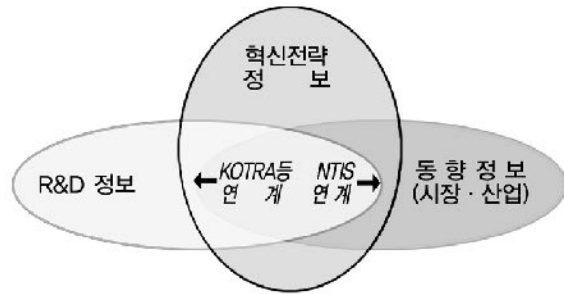 혁신전략
정 보
R&D 정보
KOTRA등
연 계
NTIS
연 계
동 향 정 보
(시장 · 산업)